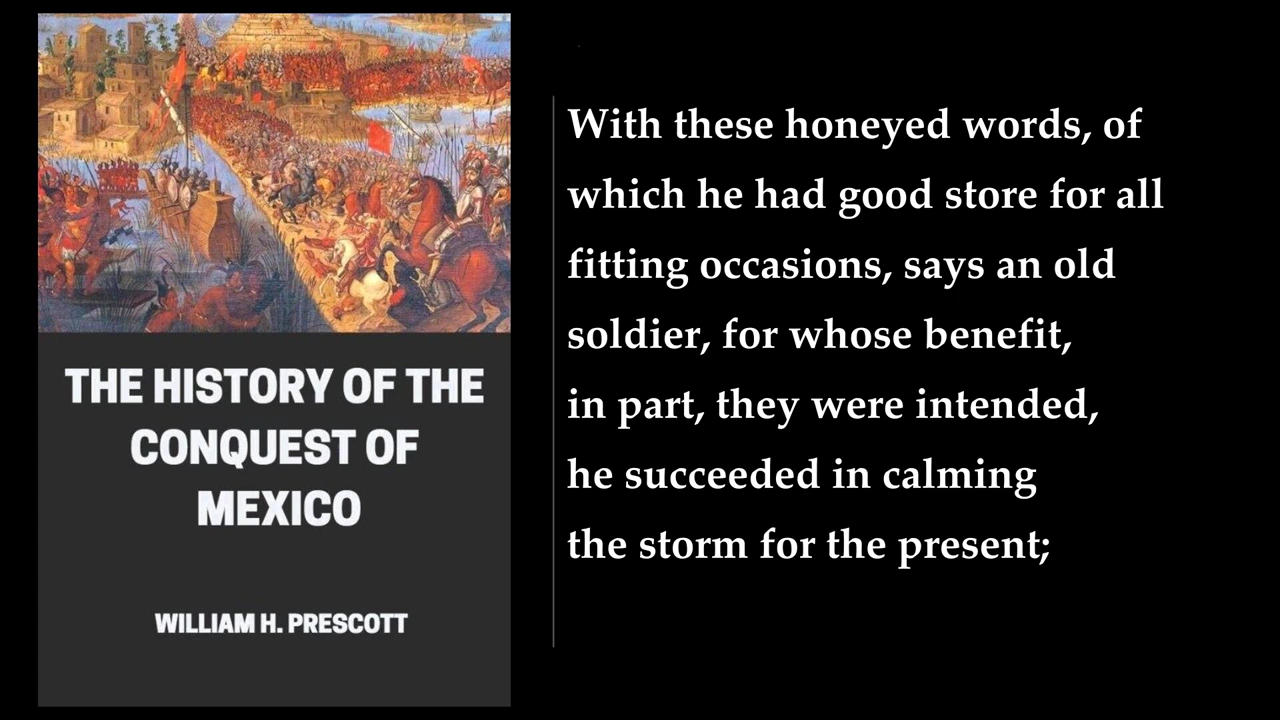 THE HISTORY OF THE
CONQUEST OF
MEXICO
WILLIAM H. PRESCOTT
With these honeyed words, of
which he had good store for all
fitting occasions, says an old
soldier, for whose benefit,
in part, they were intended,
he succeeded in calming
the storm for the present;